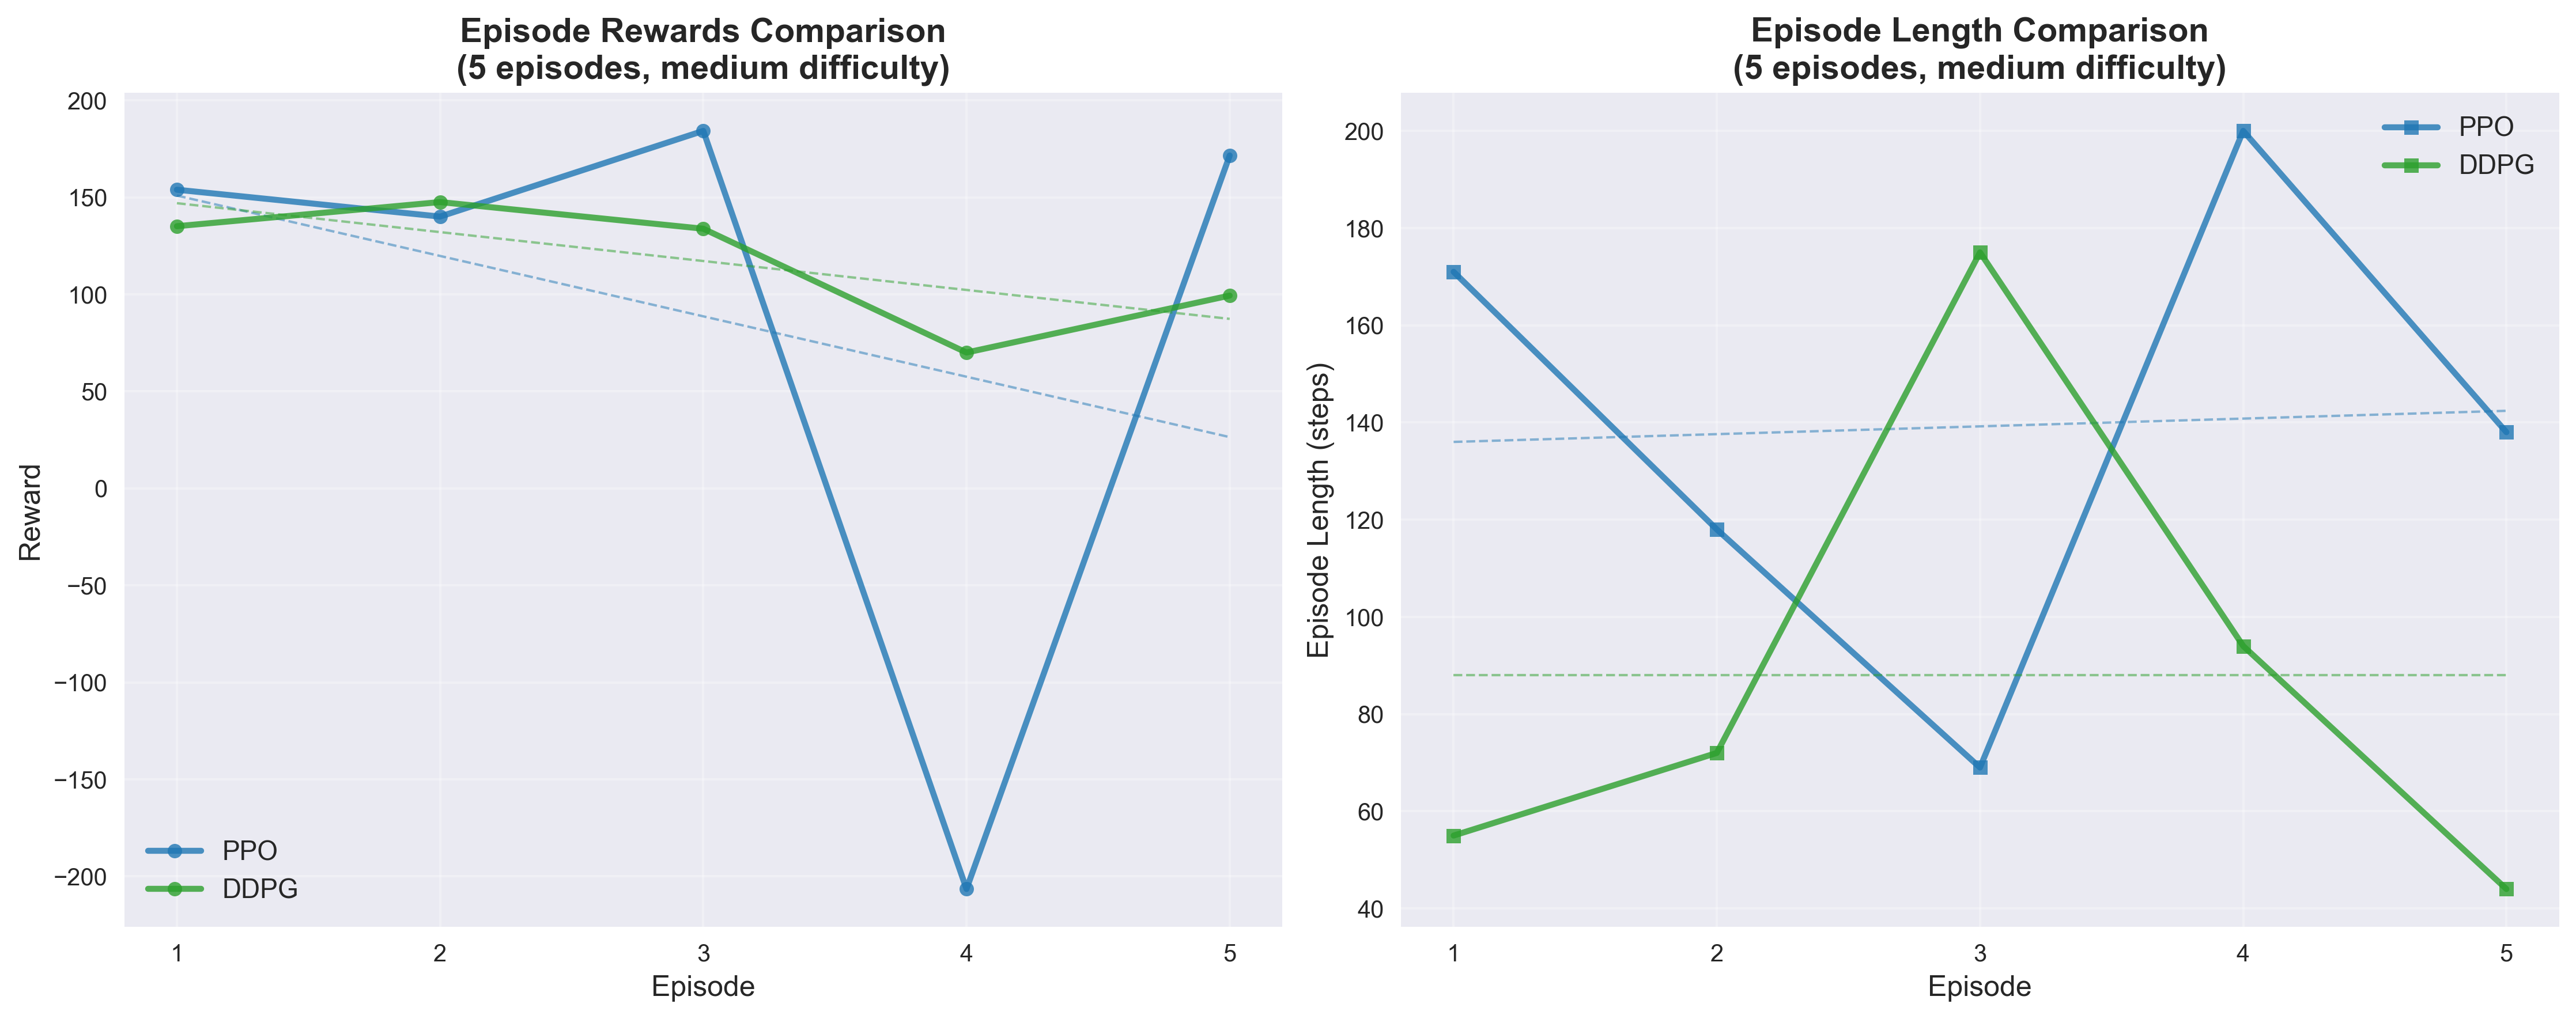 Episode Rewards Comparison
(5 episodes, medium difficulty)
200
150
100
50
0
−50
−100
−150
−200
Reward
PPO
DDPG
1 2 3 4 5
Episode
Episode Length Comparison
(5 episodes, medium difficulty)
200
180
160
140
120
100
80
60
40
Episode Length (steps)
PPO
DDPG
1 2 3 4 5
Episode